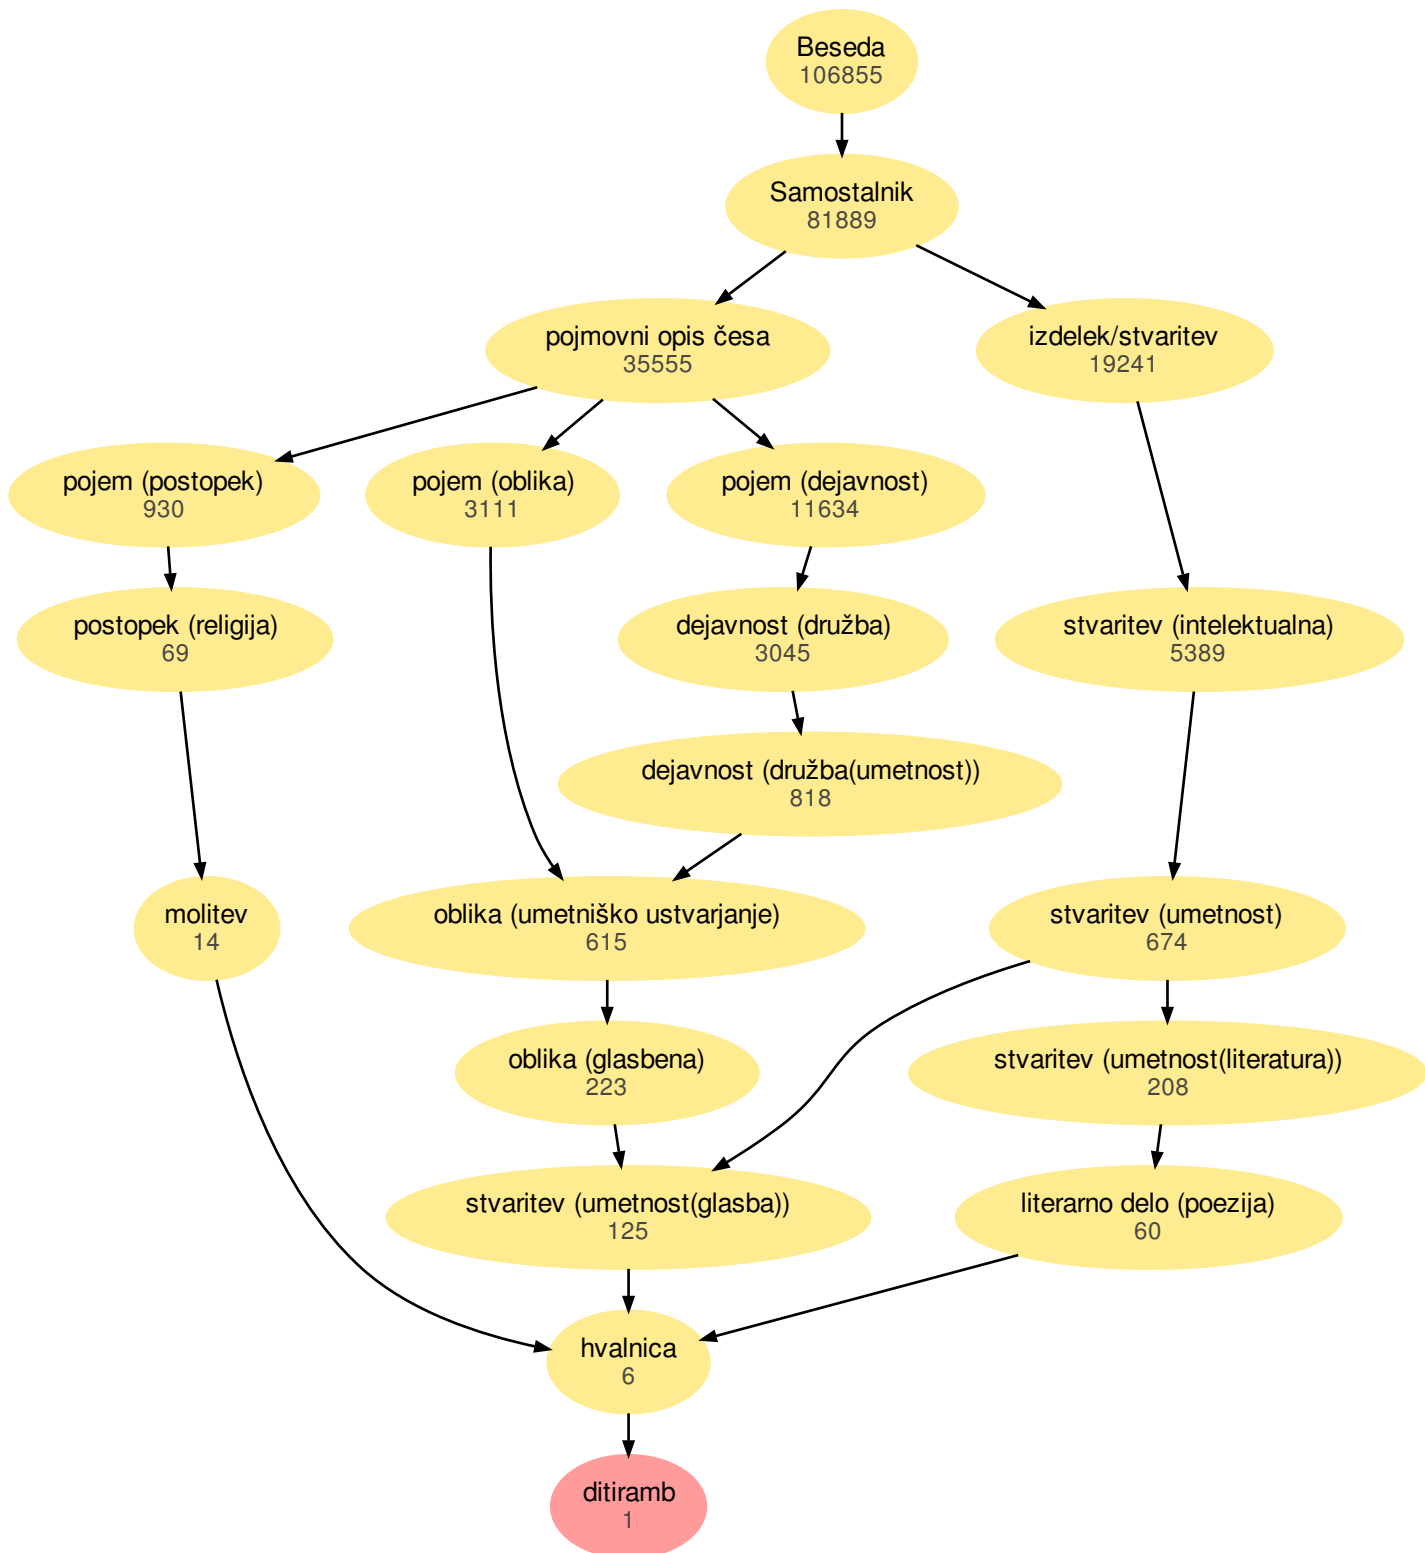 Beseda
106855
Samostalnik
81889
pojmovni opis česa
35555
izdelek/stvaritev
19241
pojem (postopek)
930
pojem (oblika)
3111
pojem (dejavnost)
11634
postopek (religija)
69
dejavnost (družba)
3045
stvaritev (intelektualna)
5389
dejavnost (družba(umetnost))
818
molitev
14
oblika (umetniško ustvarjanje)
615
stvaritev (umetnost)
674
oblika (glasbena)
223
stvaritev (umetnost(literatura))
208
stvaritev (umetnost(glasba))
125
literarno delo (poezija)
60
hvalnica
6
ditiramb
1